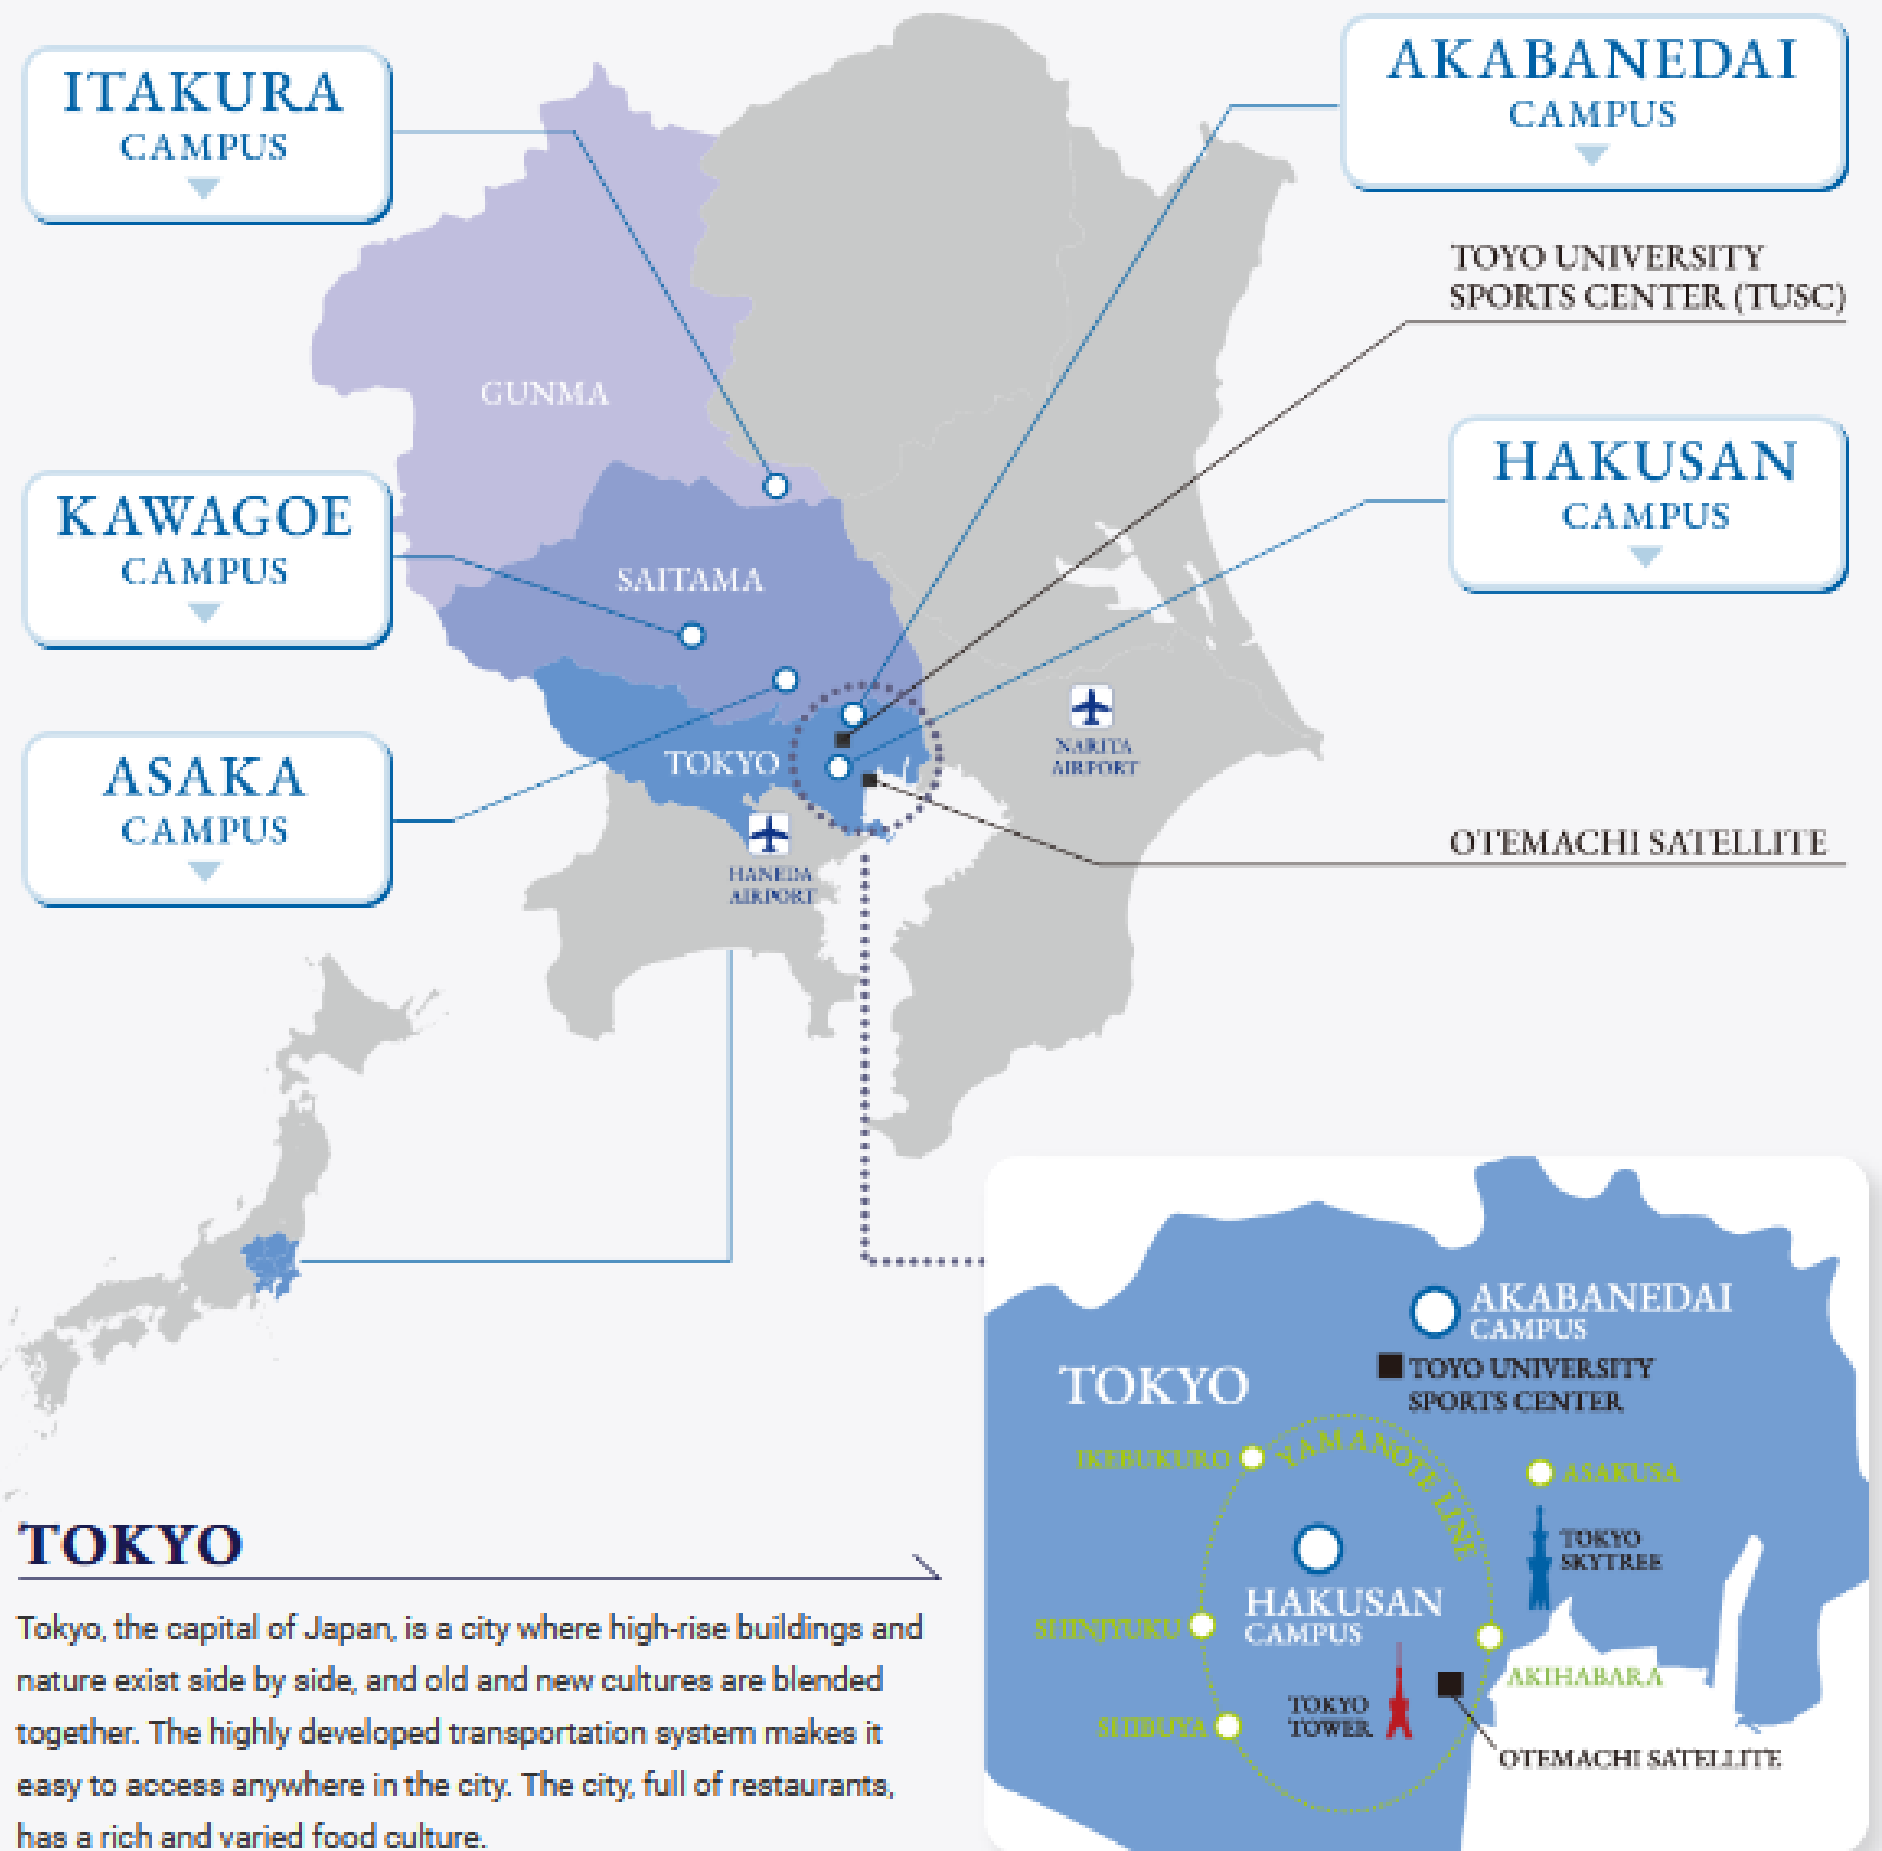 ITAKURA
CAMPUS
AKABANEDAI
CAMPUS
TOYO UNIVERSITY
SPORTS CENTER (TUSC)
GUNMA
HAKUSAN
CAMPUS
KAWAGOE
CAMPUS
SAITAMA
ASAKA
CAMPUS
TOKYO
NARITA
AIRPORT
HANEDA
AIRPORT
OTEMACHI SATELLITE
AKABANEDAI
CAMPUS
TOKYO
TOYO UNIVERSITY
SPORTS CENTER
IKEBUKURO
YAMANOTE LINE
ASAKUSA
TOKYO
SKYTREE
HAKUSAN
CAMPUS
SHINJYUKU
AKIHABARA
TOKYO
TOWER
SHIBUYA
OTEMACHI SATELLITE
TOKYO
Tokyo, the capital of Japan, is a city where high-rise buildings and
nature exist side by side, and old and new cultures are blended
together. The highly developed transportation system makes it
easy to access anywhere in the city. The city, full of restaurants,
has a rich and varied food culture.